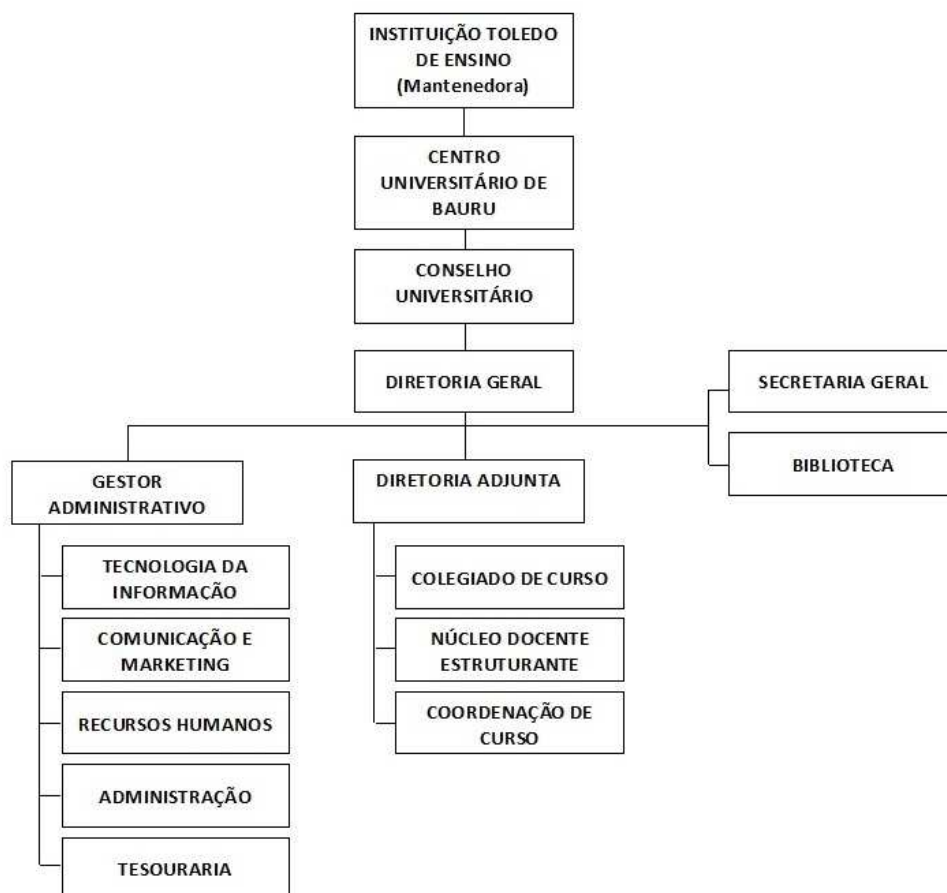 INSTITUIÇÃO TOLEDO
DE ENSINO
(Mantenedora)
CENTRO
UNIVERSITÁRIO DE
BAURU
CONSELHO
UNIVERSITÁRIO
DIRETORIA GERAL
SECRETARIA GERAL
BIBLIOTECA
GESTOR
ADMINISTRATIVO
TECNOLOGIA DA
INFORMAÇÃO
COMUNICAÇÃO E
MARKETING
RECURSOS HUMANOS
ADMINISTRAÇÃO
TESOURARIA
DIRETORIA ADJUNTA
COLEGIADO DE CURSO
NÚCLEO DOCENTE
ESTRUTURANTE
COORDENAÇÃO DE
CURSO